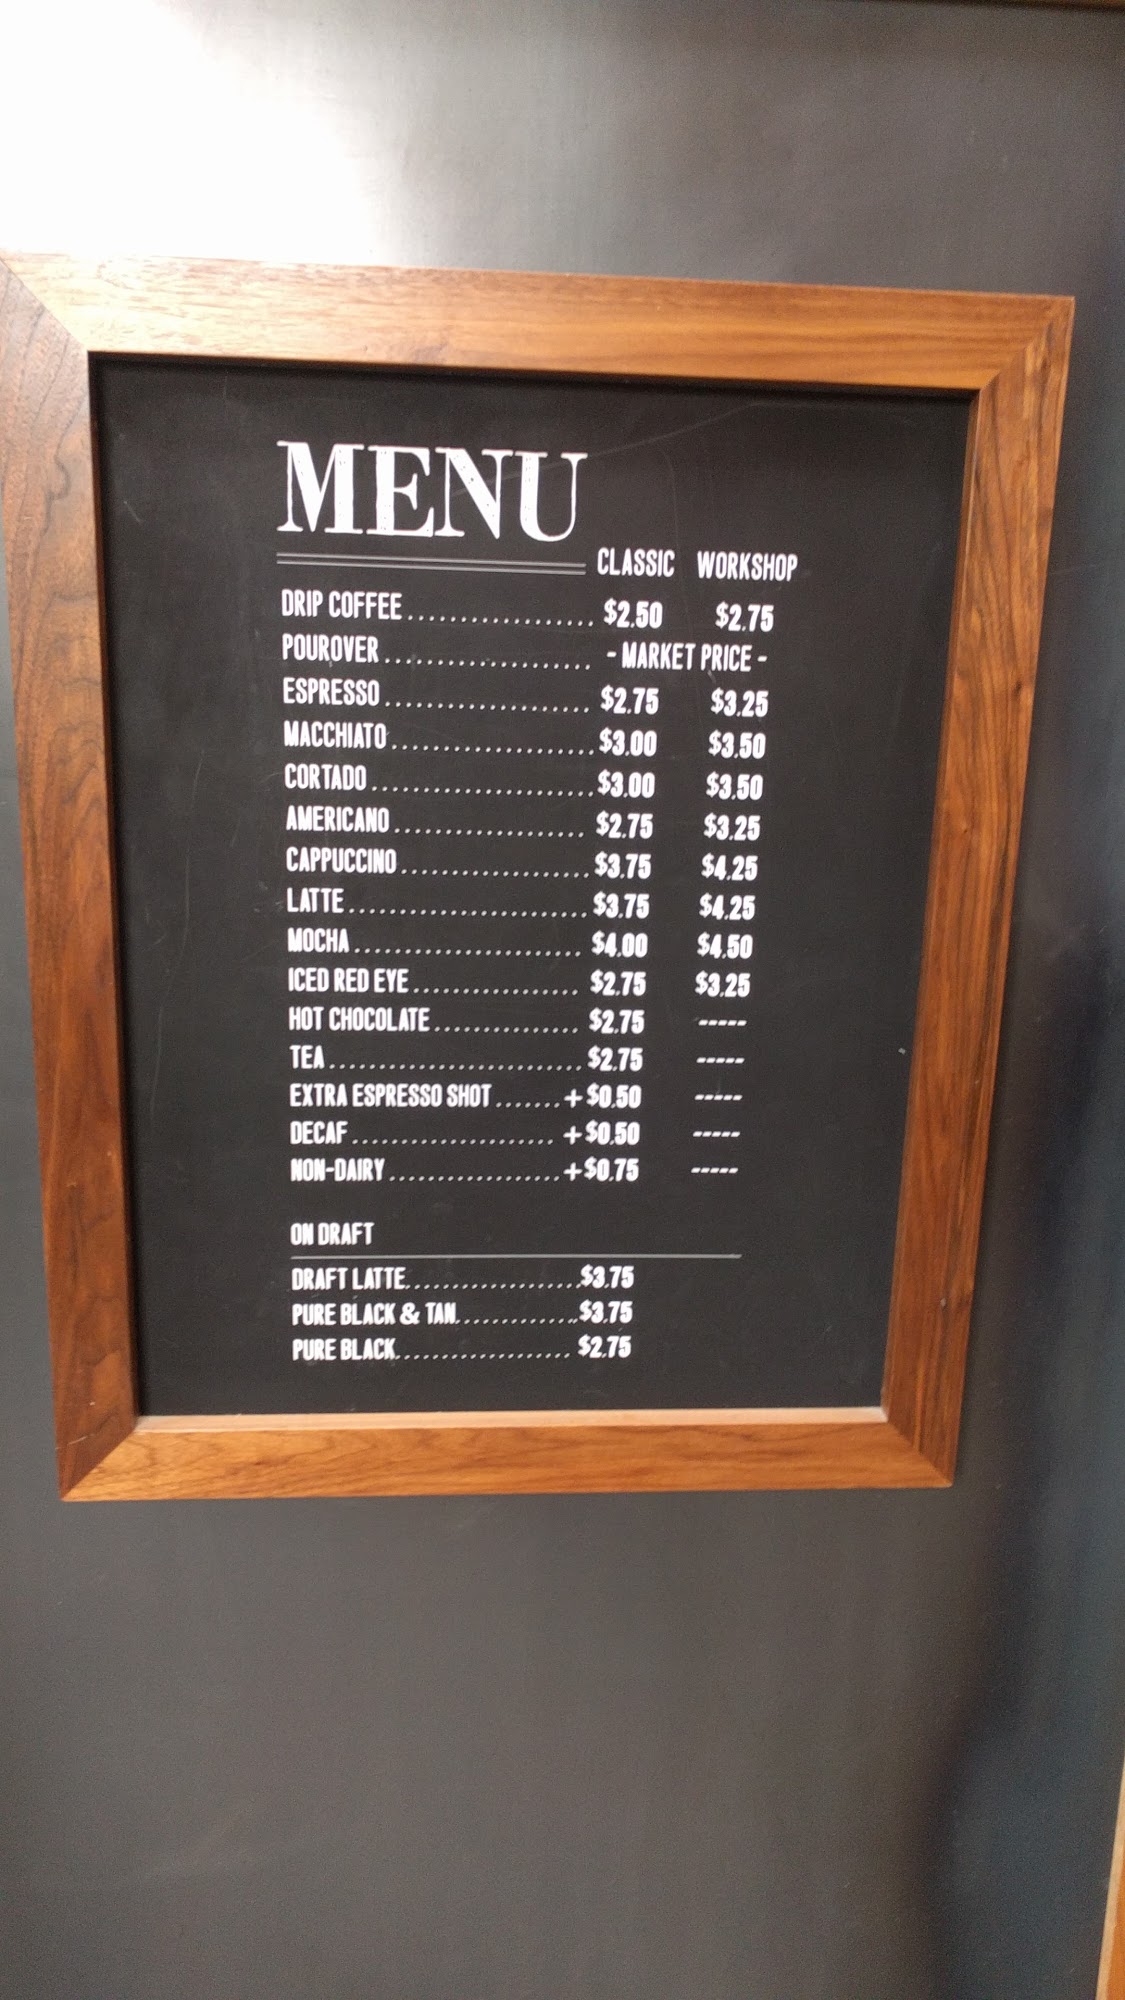 MENU
CLASSIC WORKSHOP
DRIP COFFEE.................. $2.50 $2.75
POUROVER.................... - MARKET PRICE -
ESPRESSO.................... $2.75 $3.25
MACCHIATO....................$3.00 $3.50
CORTADO......................$3.00 $3.50
AMERICANO................... $2.75 $3.25
CAPPUCCINO...................$3.75 $4.25
LATTE........................$3.75 $4.25
MOCHA...................... $4.00 $4.50
ICED RED EYE................ $2.75 $3.25
HOT CHOCOLATE.............. $2.75 -----
TEA.........................$2.75 -----
EXTRA ESPRESSO SHOT.......+$0.50 -----
DECAF.................... +$0.50 -----
NON-DAIRY.................+$0.75 -----
ON DRAFT
DRAFT LATTE..................$3.75
PURE BLACK & TAN.............$3.75
PURE BLACK................... $2.75